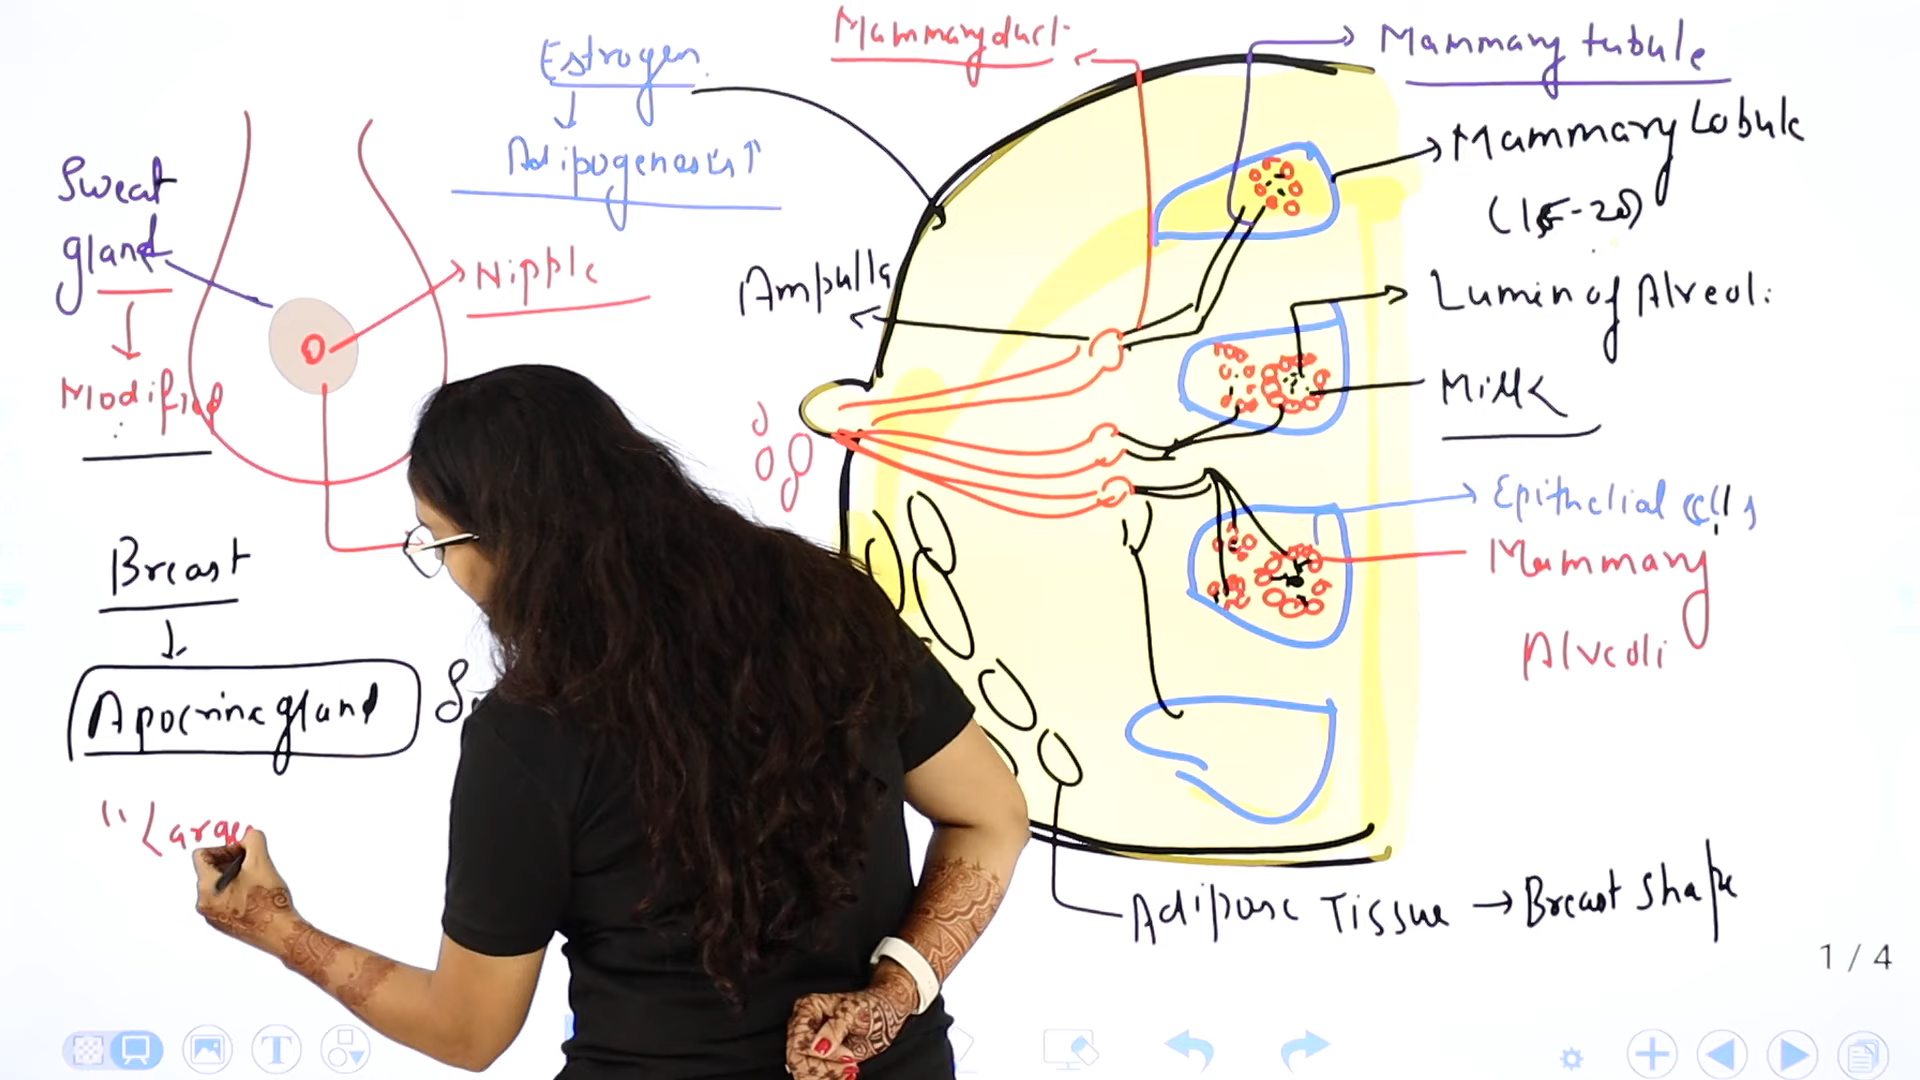 Mammary duct
Mammary tubule
Estrogen
Adipogenesis↑
Mammary Lobule
(15-20)
Sweat
gland
Nipple
Ampulla
Lumin of Alveoli
Modified
Milk
Epithelial cells
Mammary
Alveoli
Breast
Apocrine gland
"Large
Adipose Tissue → Breast shape
1 / 4
T